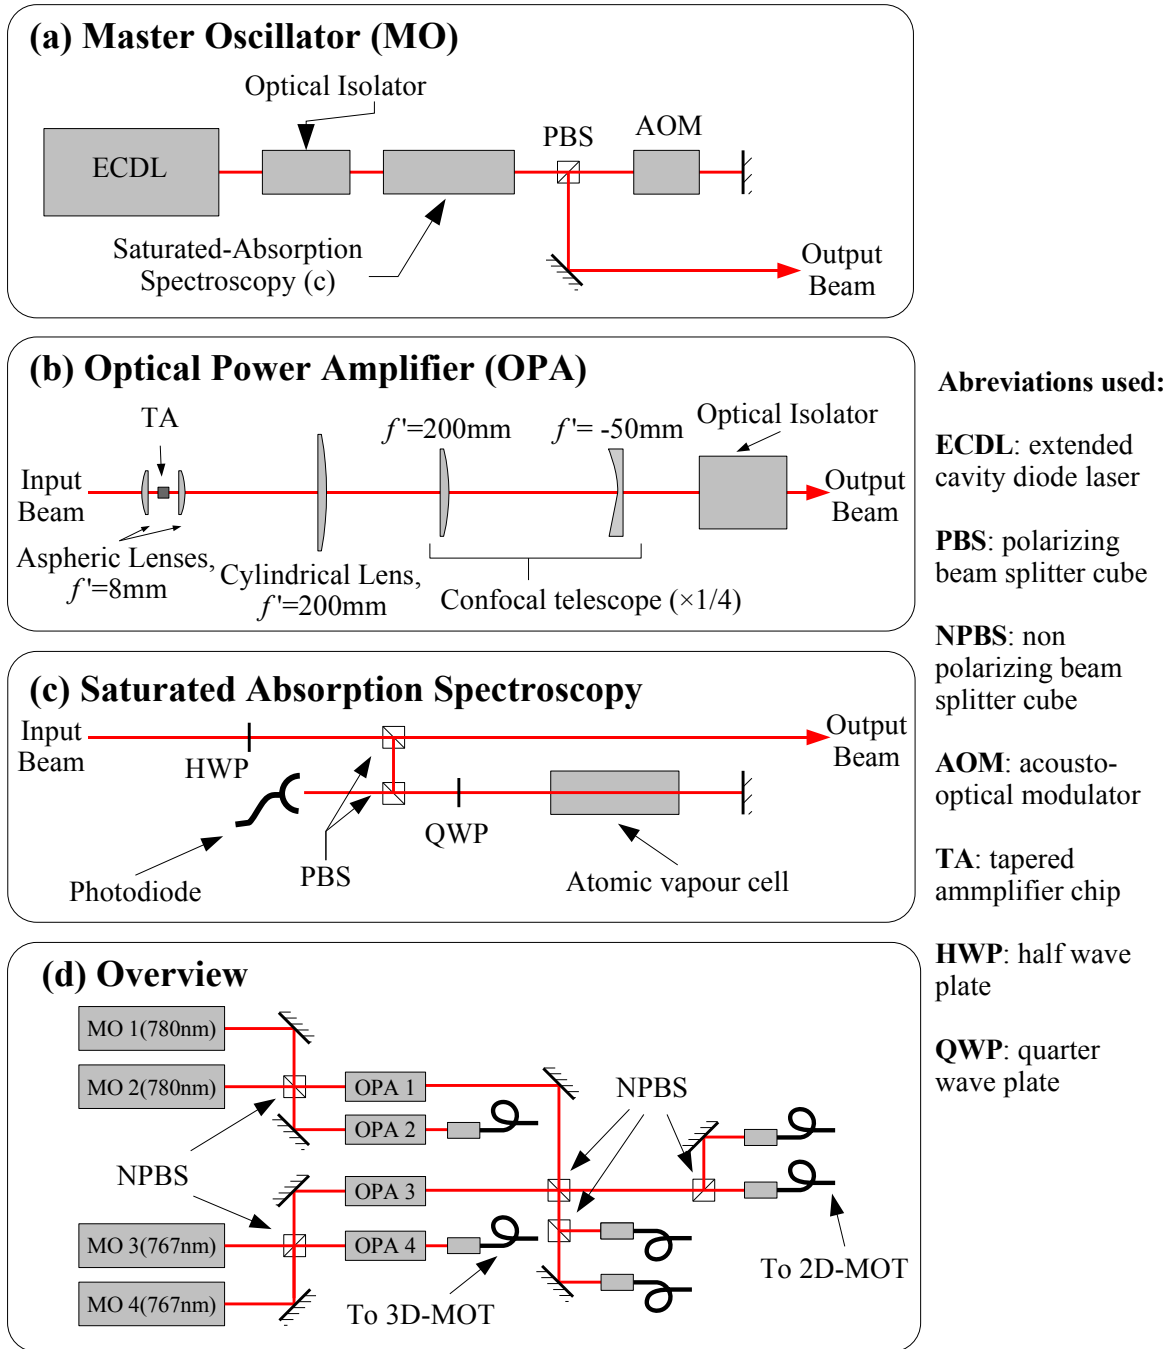 (a) Master Oscillator (MO)
Optical Isolator
ECDL
PBS
AOM
Saturated-Absorption
Spectroscopy (c)
Output
Beam
(b) Optical Power Amplifier (OPA)
TA
f'=200mm
f'= -50mm
Optical Isolator
Input
Beam
Output
Beam
Aspheric Lenses,
f'=8mm
Cylindrical Lens,
f'=200mm
Confocal telescope (×1/4)
(c) Saturated Absorption Spectroscopy
Input
Beam
HWP
Output
Beam
QWP
PBS
Photodiode
Atomic vapour cell
(d) Overview
MO 1(780nm)
MO 2(780nm)
OPA 1
OPA 2
NPBS
NPBS
OPA 3
MO 3(767nm)
OPA 4
MO 4(767nm)
To 3D-MOT
To 2D-MOT
Abreviations used:
ECDL: extended
cavity diode laser
PBS: polarizing
beam splitter cube
NPBS: non
polarizing beam
splitter cube
AOM: acousto-
optical modulator
TA: tapered
ammplifier chip
HWP: half wave
plate
QWP: quarter
wave plate